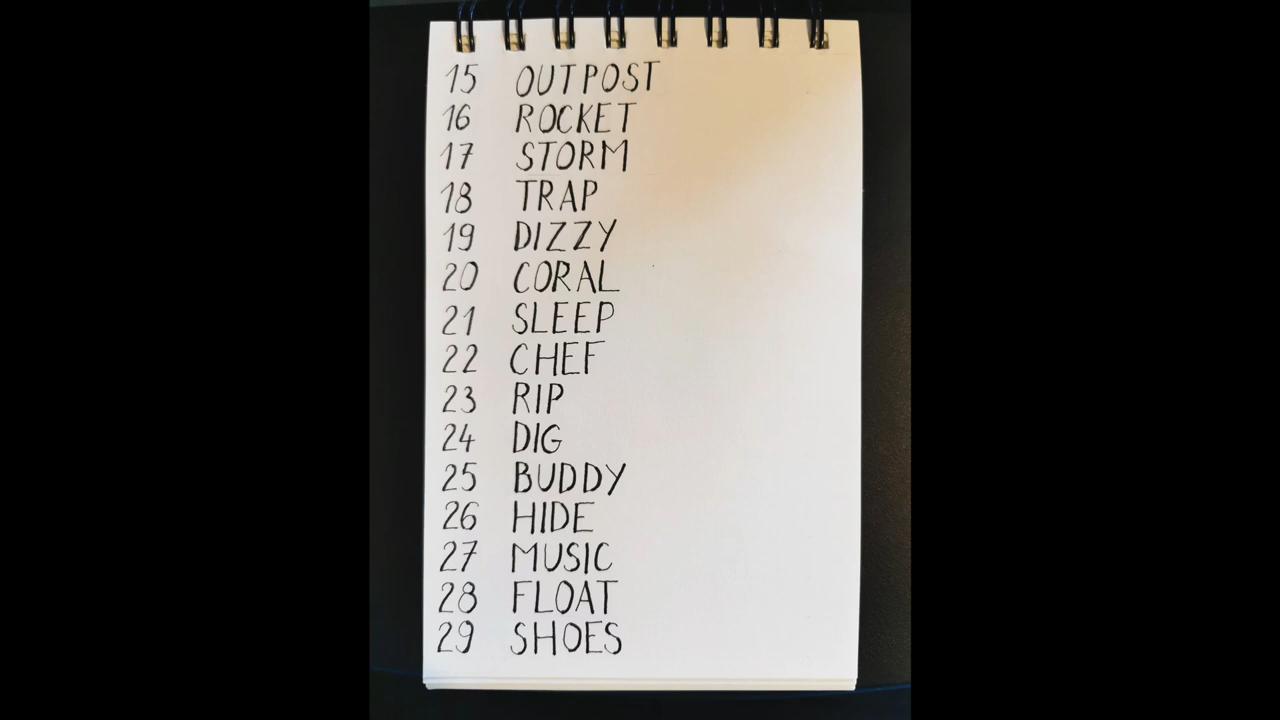 15 OUTPOST
16 ROCKET
17 STORM
18 TRAP
19 DIZZY
20 CORAL
21 SLEEP
22 CHEF
23 RIP
24 DIG
25 BUDDY
26 HIDE
27 MUSIC
28 FLOAT
29 SHOES